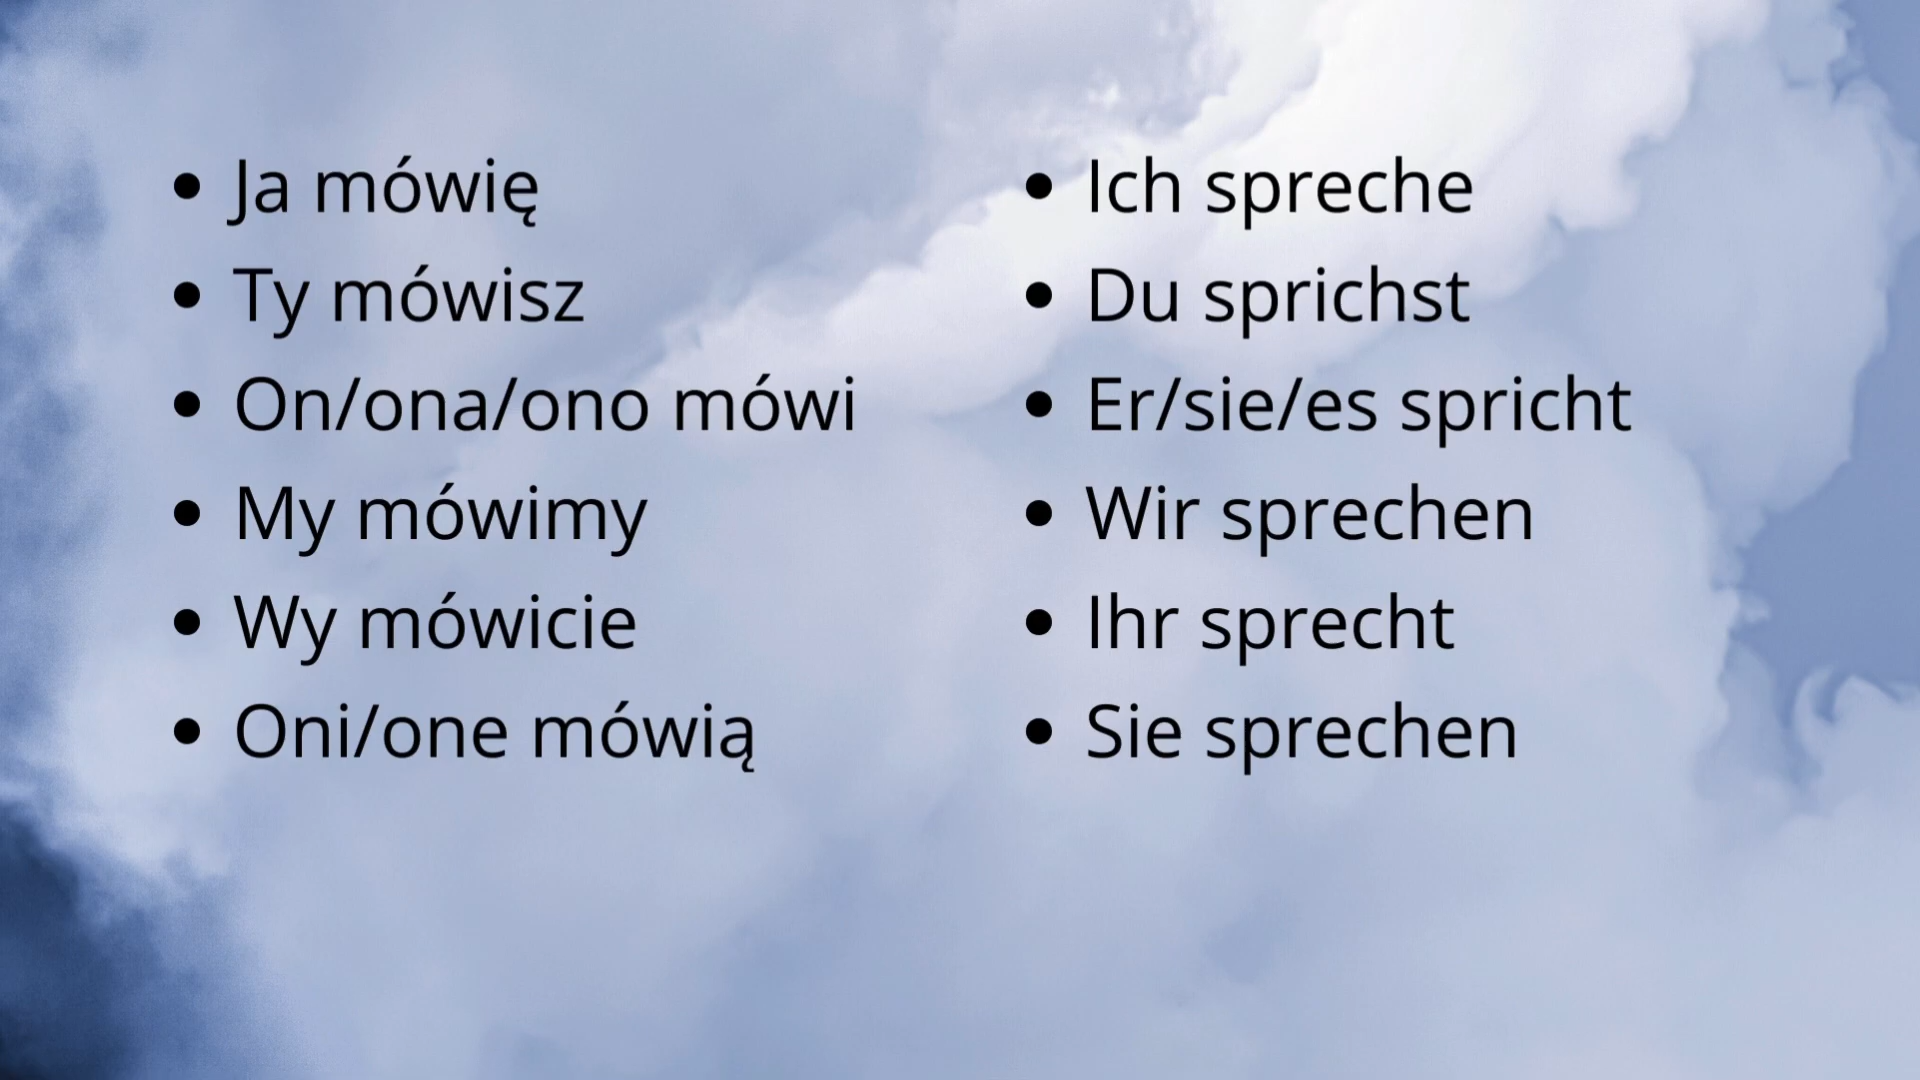 Ja mówię
Ty mówisz
On/ona/ono mówi
My mówimy
Wy mówicie
Oni/one mówią
Ich spreche
Du sprichst
Er/sie/es spricht
Wir sprechen
Ihr sprecht
Sie sprechen